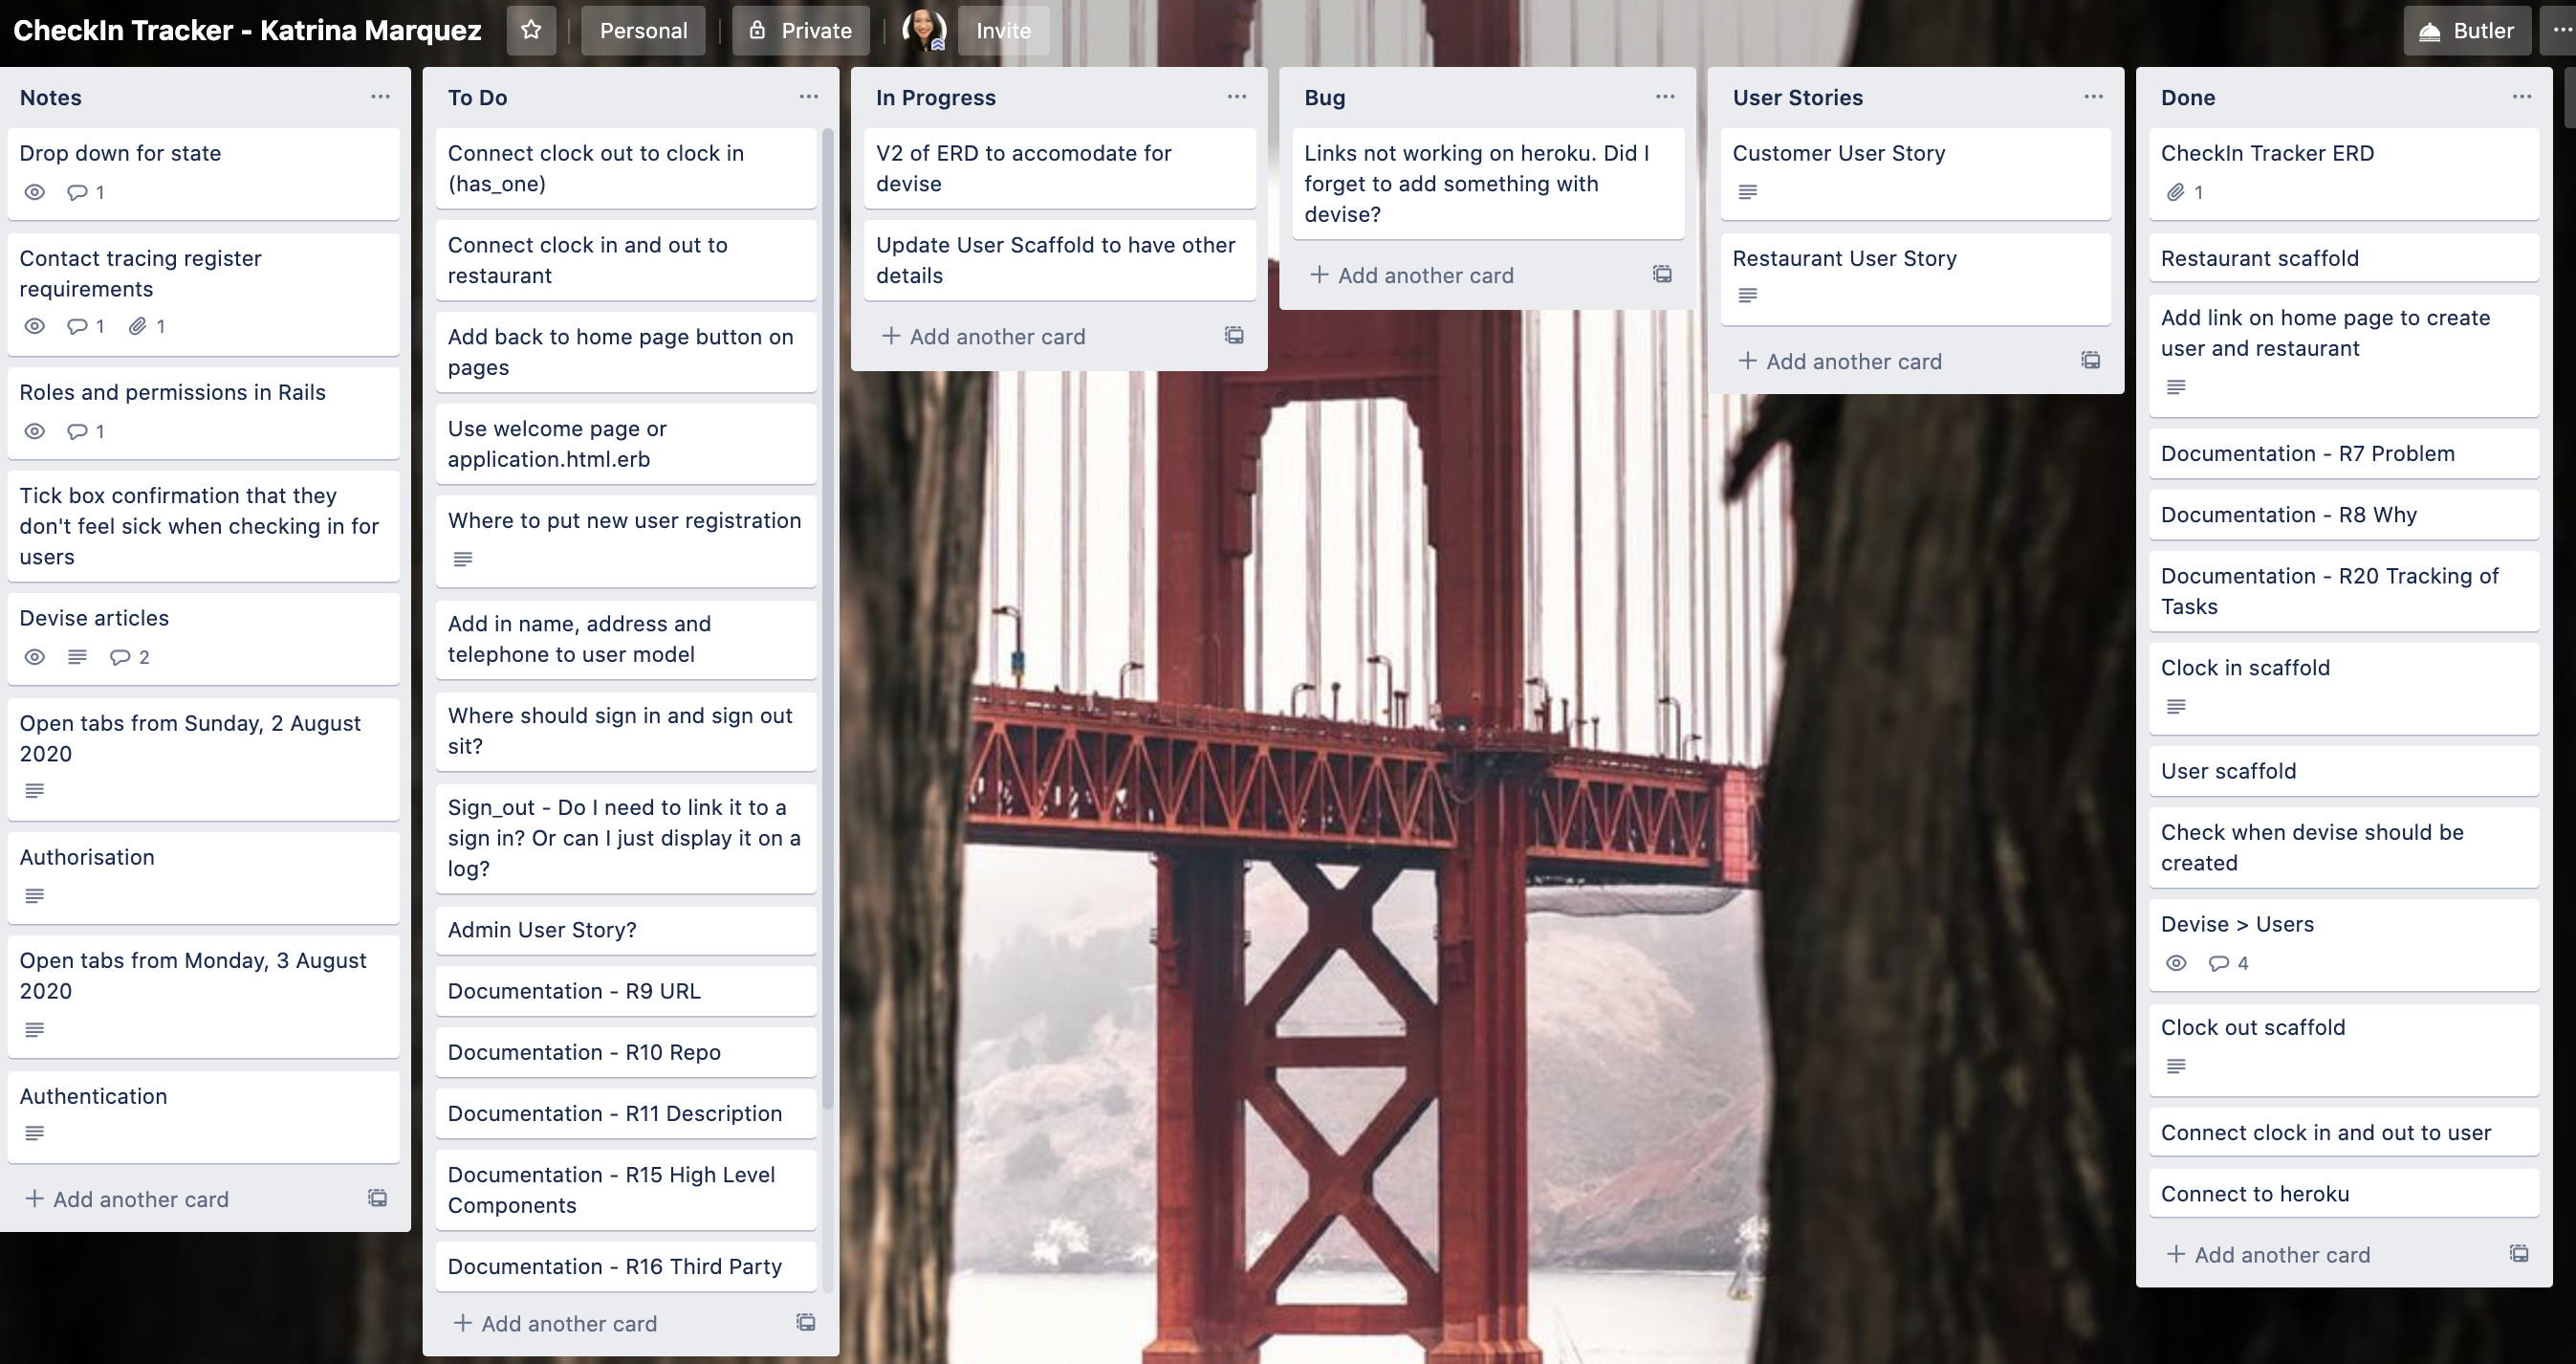 CheckIn Tracker - Katrina Marquez
Personal
Private
Invite
Butler
Notes
Drop down for state
1
Contact tracing register
requirements
1
1
Roles and permissions in Rails
1
Tick box confirmation that they
don't feel sick when checking in for
users
Devise articles
2
Open tabs from Sunday, 2 August
2020
Authorisation
Open tabs from Monday, 3 August
2020
Authentication
Add another card
To Do
Connect clock out to clock in
(has_one)
Connect clock in and out to
restaurant
Add back to home page button on
pages
Use welcome page or
application.html.erb
Where to put new user registration
Add in name, address and
telephone to user model
Where should sign in and sign out
sit?
Sign_out - Do I need to link it to a
sign in? Or can I just display it on a
log?
Admin User Story?
Documentation - R9 URL
Documentation - R10 Repo
Documentation - R11 Description
Documentation - R15 High Level
Components
Documentation - R16 Third Party
Add another card
In Progress
V2 of ERD to accomodate for
devise
Update User Scaffold to have other
details
Add another card
Bug
Links not working on heroku. Did I
forget to add something with
devise?
Add another card
User Stories
Customer User Story
Restaurant User Story
Add another card
Done
CheckIn Tracker ERD
1
Restaurant scaffold
Add link on home page to create
user and restaurant
Documentation - R7 Problem
Documentation - R8 Why
Documentation - R20 Tracking of
Tasks
Clock in scaffold
User scaffold
Check when devise should be
created
Devise > Users
4
Clock out scaffold
Connect clock in and out to user
Connect to heroku
Add another card